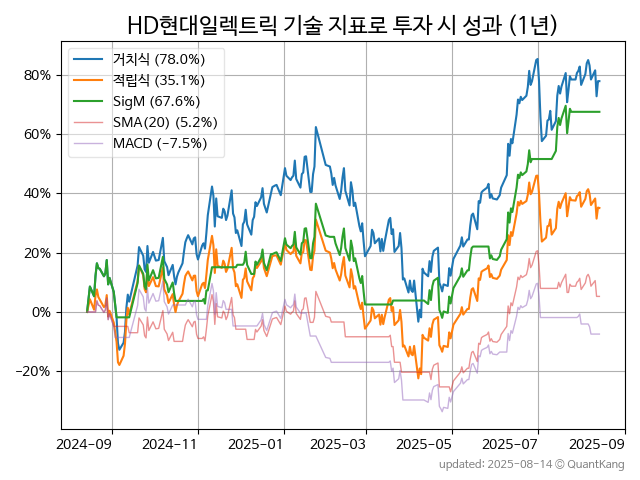 HD현대일렉트릭 기술 지표로 투자 시 성과 (1년)
거치식 (78.0%)
적립식 (35.1%)
SigM (67.6%)
SMA(20) (5.2%)
MACD (−7.5%)
80%
60%
40%
20%
0%
−20%
2024-09 2024-11 2025-01 2025-03 2025-05 2025-07 2025-09
updated: 2025-08-14 © QuantKang